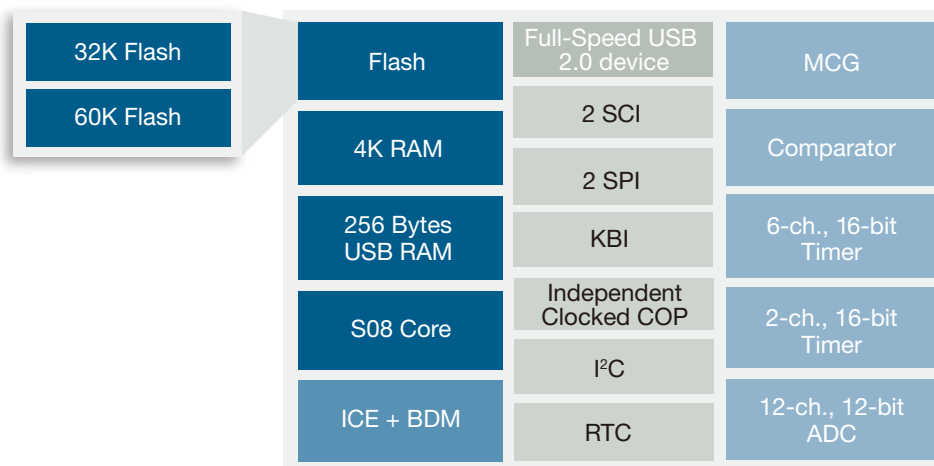 32K Flash
60K Flash
Flash
4K RAM
256 Bytes
USB RAM
S08 Core
ICE + BDM
Full-Speed USB
2.0 device
2 SCI
2 SPI
KBI
Independent
Clocked COP
I²C
RTC
MCG
Comparator
6-ch., 16-bit
Timer
2-ch., 16-bit
Timer
12-ch., 12-bit
ADC